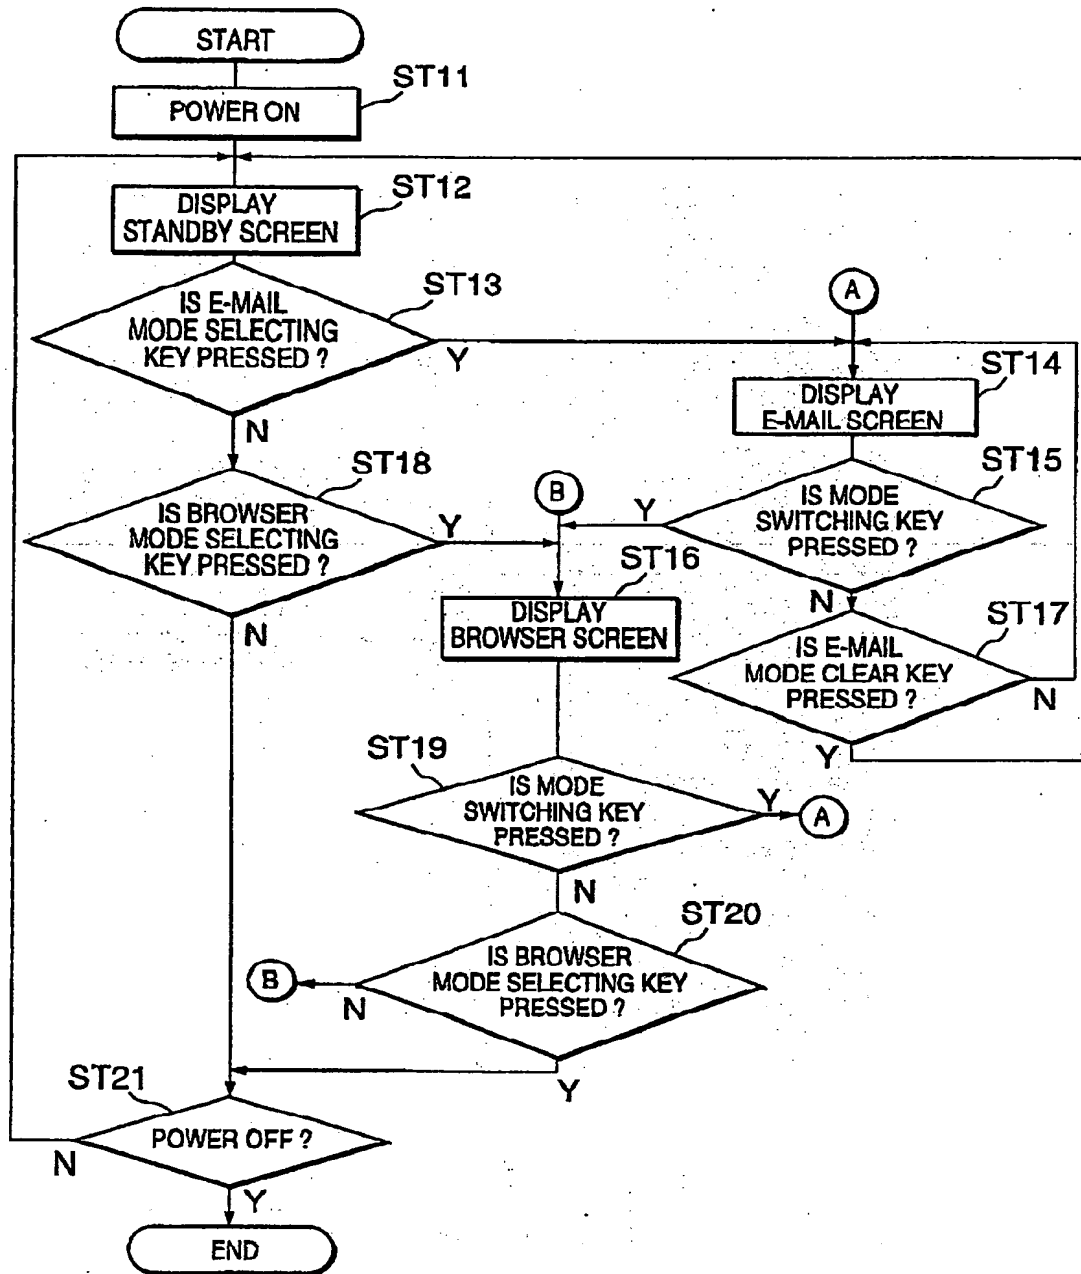 START
ST11
POWER ON
ST12
DISPLAY
STANDBY SCREEN
ST13
IS E-MAIL
MODE SELECTING
KEY PRESSED ?
Y
N
A
ST14
DISPLAY
E-MAIL SCREEN
ST15
IS MODE
SWITCHING KEY
PRESSED ?
Y
N
ST18
IS BROWSER
MODE SELECTING
KEY PRESSED ?
Y
N
B
ST16
DISPLAY
BROWSER SCREEN
ST17
IS E-MAIL
MODE CLEAR KEY
PRESSED ?
N
Y
ST19
IS MODE
SWITCHING KEY
PRESSED ?
Y
A
N
ST20
IS BROWSER
MODE SELECTING KEY
PRESSED ?
B
N
Y
ST21
POWER OFF ?
N
Y
END